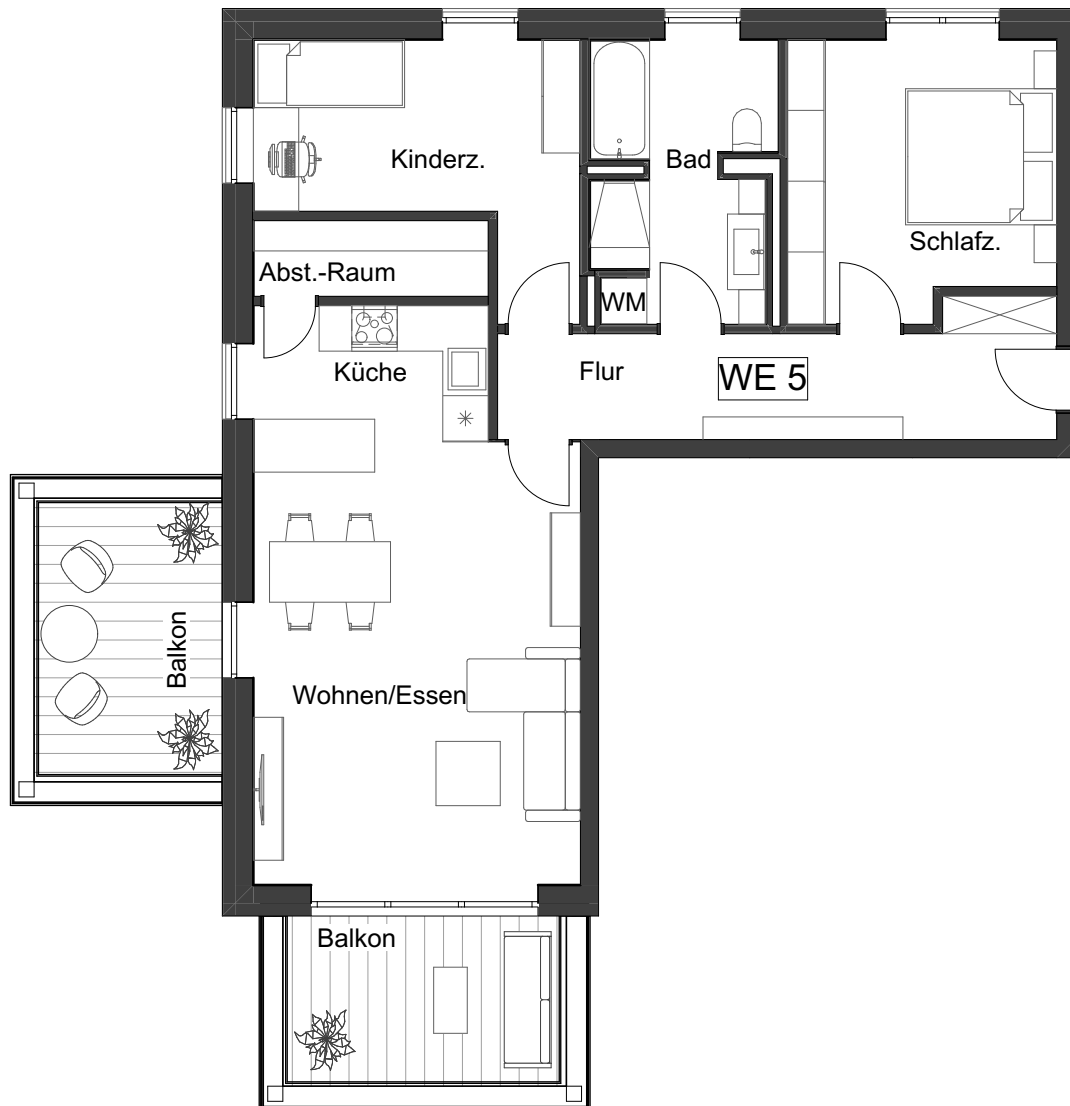 Kinderz.
Bad
Schlafz.
Abst.-Raum
WM
Küche
Flur
WE 5
Balkon
Wohnen/Essen
Balkon